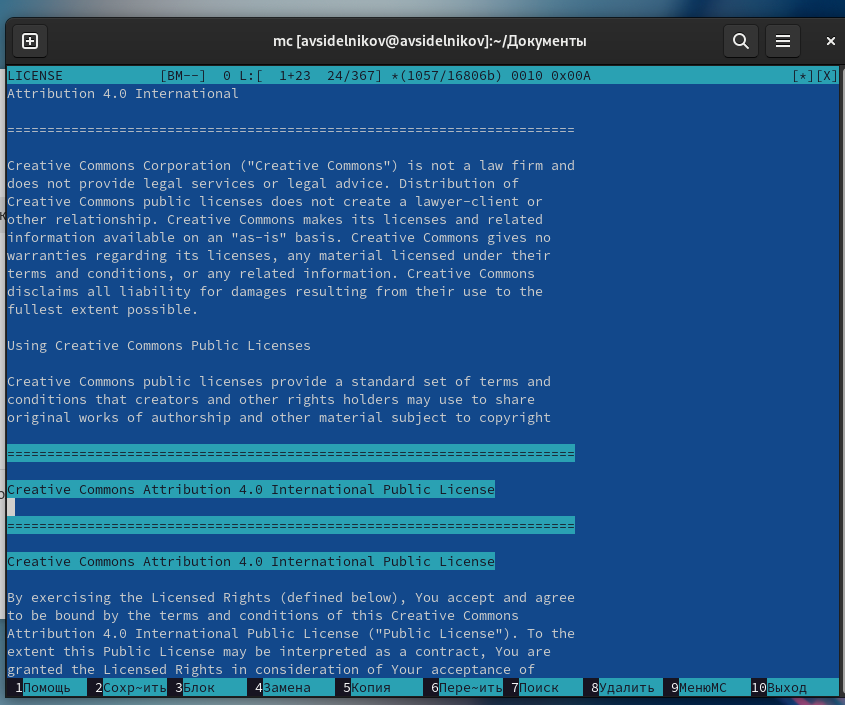 mc [avsidelnikov@avsidelnikov]:~/Документы
LICENSE [BM--] 0 L:[ 1+23 24/367] *(1057/16806b) 0010 0x00A [*][X]
Attribution 4.0 International
=======================================================================
Creative Commons Corporation ("Creative Commons") is not a law firm and
does not provide legal services or legal advice. Distribution of
Creative Commons public licenses does not create a lawyer-client or
other relationship. Creative Commons makes its licenses and related
information available on an "as-is" basis. Creative Commons gives no
warranties regarding its licenses, any material licensed under their
terms and conditions, or any related information. Creative Commons
disclaims all liability for damages resulting from their use to the
fullest extent possible.
Using Creative Commons Public Licenses
Creative Commons public licenses provide a standard set of terms and
conditions that creators and other rights holders may use to share
original works of authorship and other material subject to copyright
=======================================================================
Creative Commons Attribution 4.0 International Public License
=======================================================================
Creative Commons Attribution 4.0 International Public License
By exercising the Licensed Rights (defined below), You accept and agree
to be bound by the terms and conditions of this Creative Commons
Attribution 4.0 International Public License ("Public License"). To the
extent this Public License may be interpreted as a contract, You are
granted the Licensed Rights in consideration of Your acceptance of
1Помощь 2Сохр~ить 3Блок 4Замена 5Копия 6Пере~ить 7Поиск 8Удалить 9МенюМС 10Выход